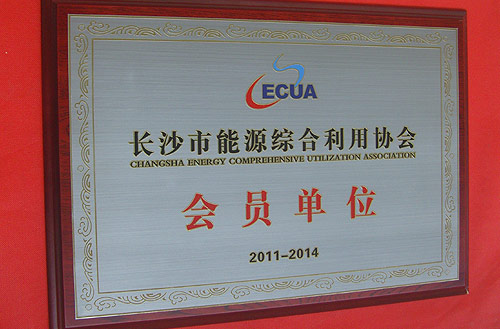 ECUA
长沙市能源综合利用协会
CHANGSHA ENERGY COMPREHENSIVE UTILIZATION ASSOCIATION
会员单位
2011-2014